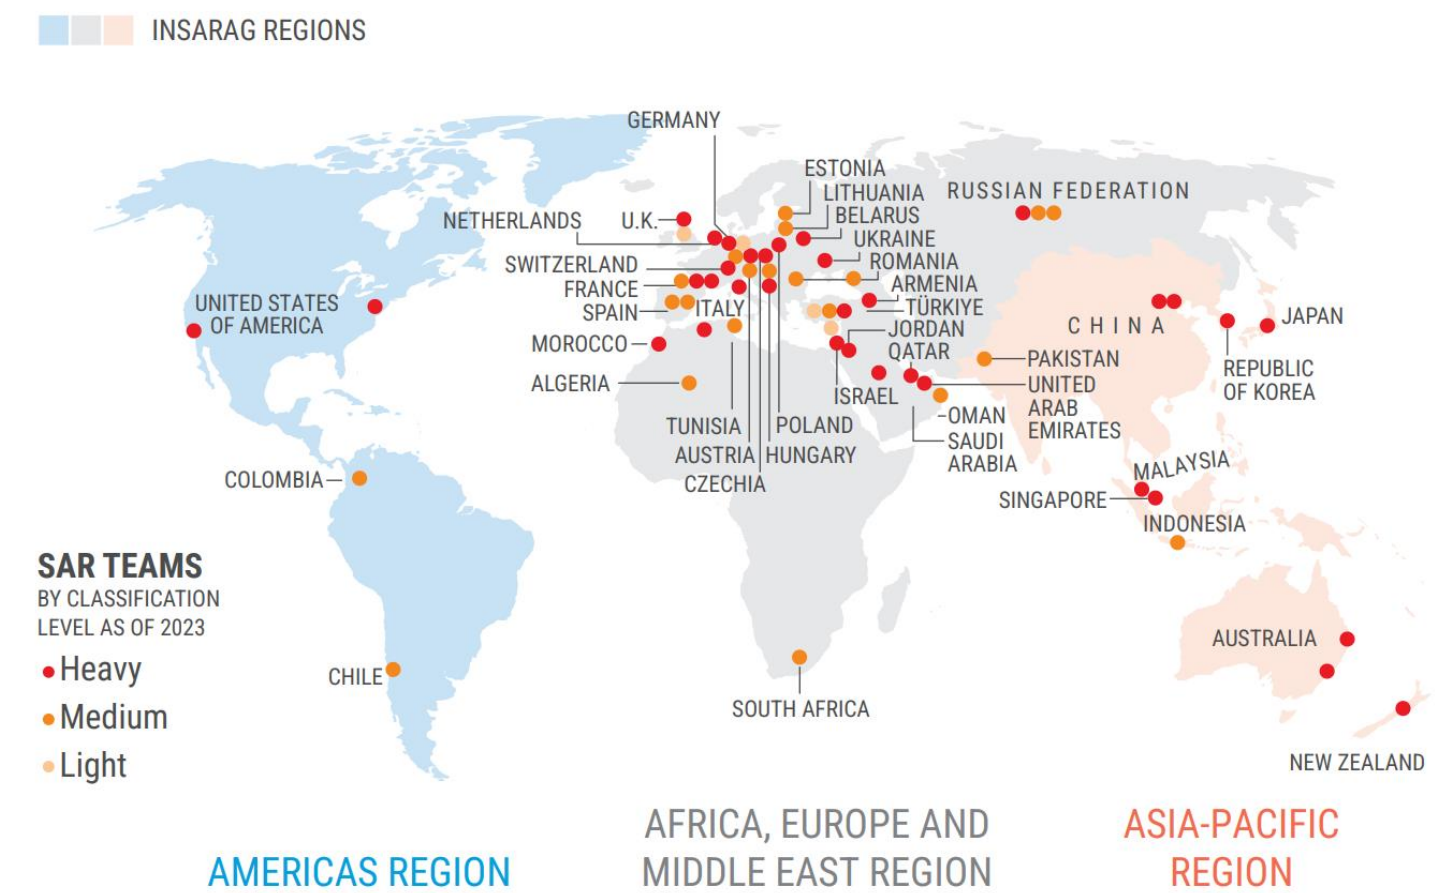 INSARAG REGIONS
GERMANY
ESTONIA
LITHUANIA
RUSSIAN FEDERATION
BELARUS
NETHERLANDS
U.K.
UKRAINE
SWITZERLAND
ROMANIA
FRANCE
ARMENIA
UNITED STATES
OF AMERICA
SPAIN
ITALY
TÜRKIYE
CHINA
JAPAN
JORDAN
MOROCCO
QATAR
PAKISTAN
REPUBLIC
OF KOREA
ALGERIA
ISRAEL
UNITED
ARAB
EMIRATES
OMAN
TUNISIA
POLAND
SAUDI
ARABIA
AUSTRIA
HUNGARY
CZECHIA
MALAYSIA
COLOMBIA
SINGAPORE
INDONESIA
SAR TEAMS
BY CLASSIFICATION
LEVEL AS OF 2023
Heavy
Medium
Light
CHILE
AUSTRALIA
SOUTH AFRICA
NEW ZEALAND
AMERICAS REGION
AFRICA, EUROPE AND
MIDDLE EAST REGION
ASIA-PACIFIC
REGION